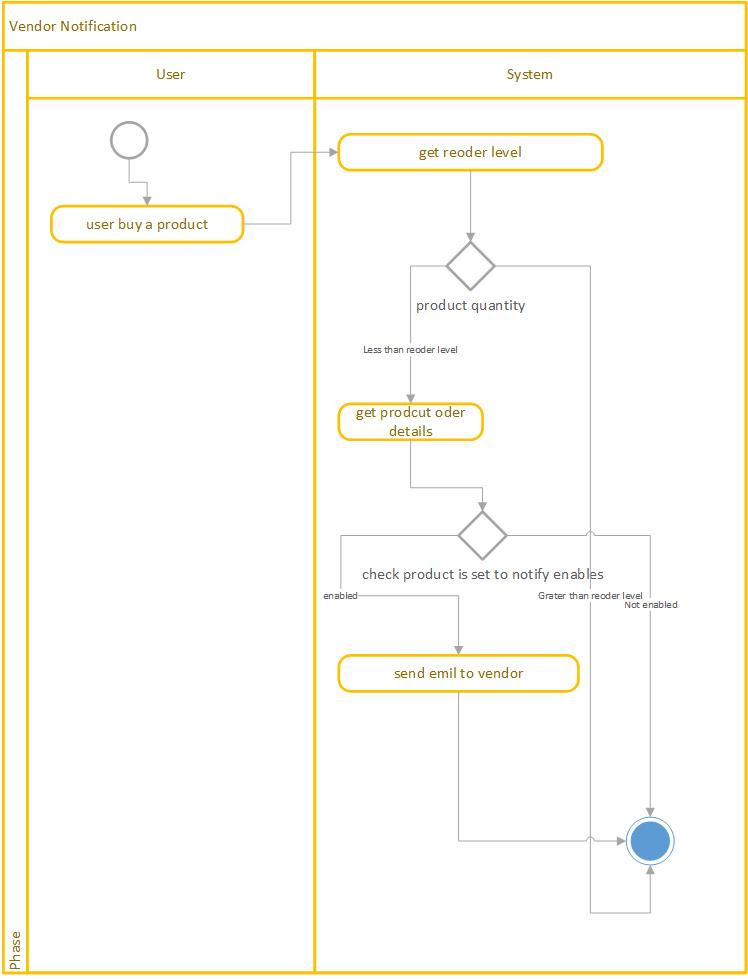 Vendor Notification
User
System
get reoder level
user buy a product
product quantity
Less than reoder level
get prodcut oder
details
check product is set to notify enables
enabled
Grater than reoder level
Not enabled
send emil to vendor
Phase